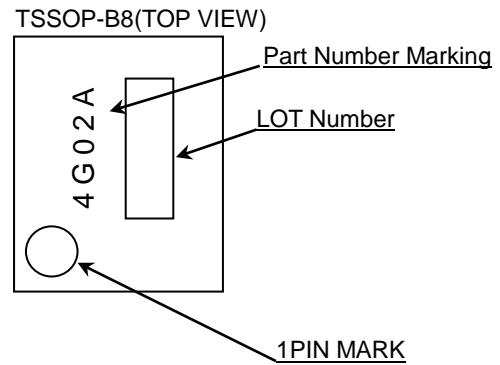 TSSOP-B8(TOP VIEW)
Part Number Marking
4G02A
LOT Number
1PIN MARK